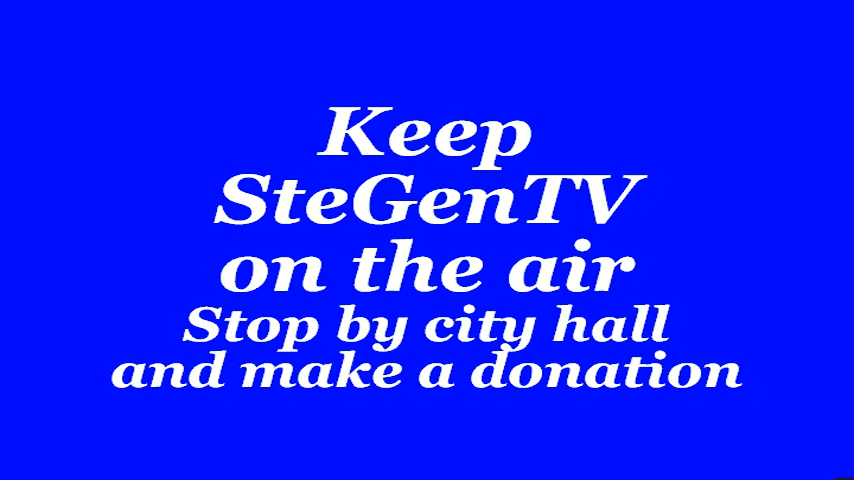 Keep
SteGenTV
on the air
Stop by city hall
and make a donation